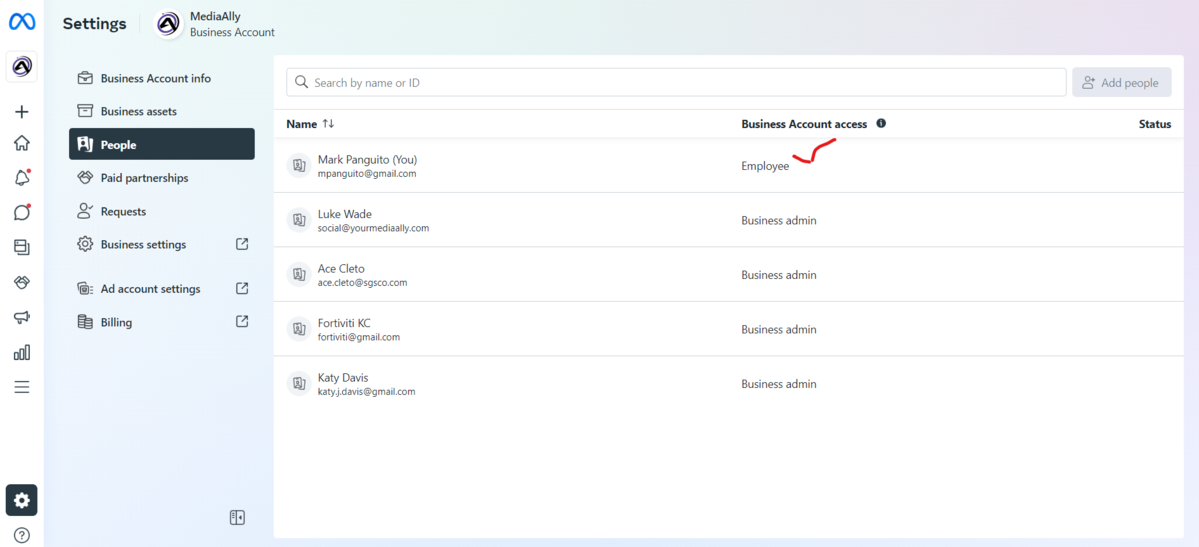 Settings
MediaAlly
Business Account
Business Account info
Business assets
People
Paid partnerships
Requests
Business settings
Ad account settings
Billing
Search by name or ID
Add people
Name
Business Account access
Status
Mark Panguito (You)
mpanguito@gmail.com
Employee
Luke Wade
social@yourmediaally.com
Business admin
Ace Cleto
ace.cleto@sgsco.com
Business admin
Fortiviti KC
fortiviti@gmail.com
Business admin
Katy Davis
katy.j.davis@gmail.com
Business admin